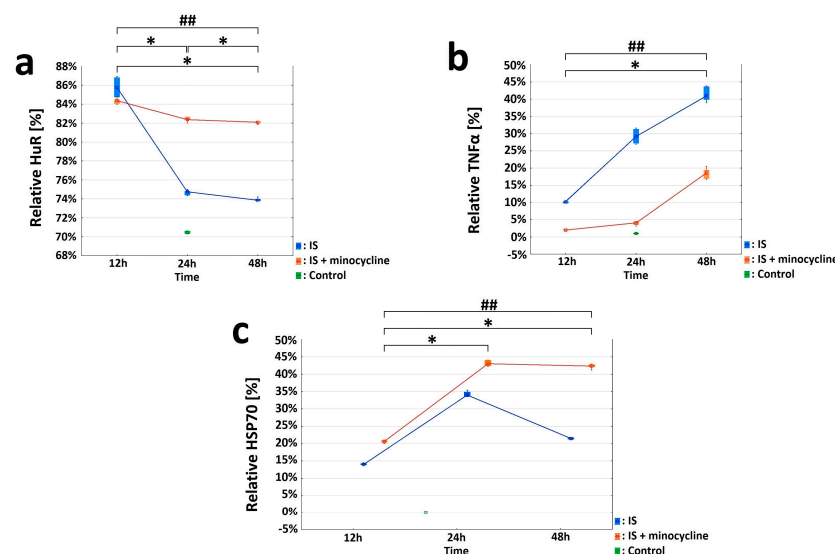 a
##
* *
*
88%
86%
84%
82%
80%
78%
76%
74%
72%
70%
68%
Relative HuR [%]
12h 24h 48h
Time
: IS
: IS + minocycline
: Control
b
##
*
50%
45%
40%
35%
30%
25%
20%
15%
10%
5%
0%
-5%
Relative TNFα [%]
12h 24h 48h
Time
: IS
: IS + minocycline
: Control
c
##
*
*
50%
45%
40%
35%
30%
25%
20%
15%
10%
5%
0%
-5%
Relative HSP70 [%]
12h 24h 48h
Time
: IS
: IS + minocycline
: Control